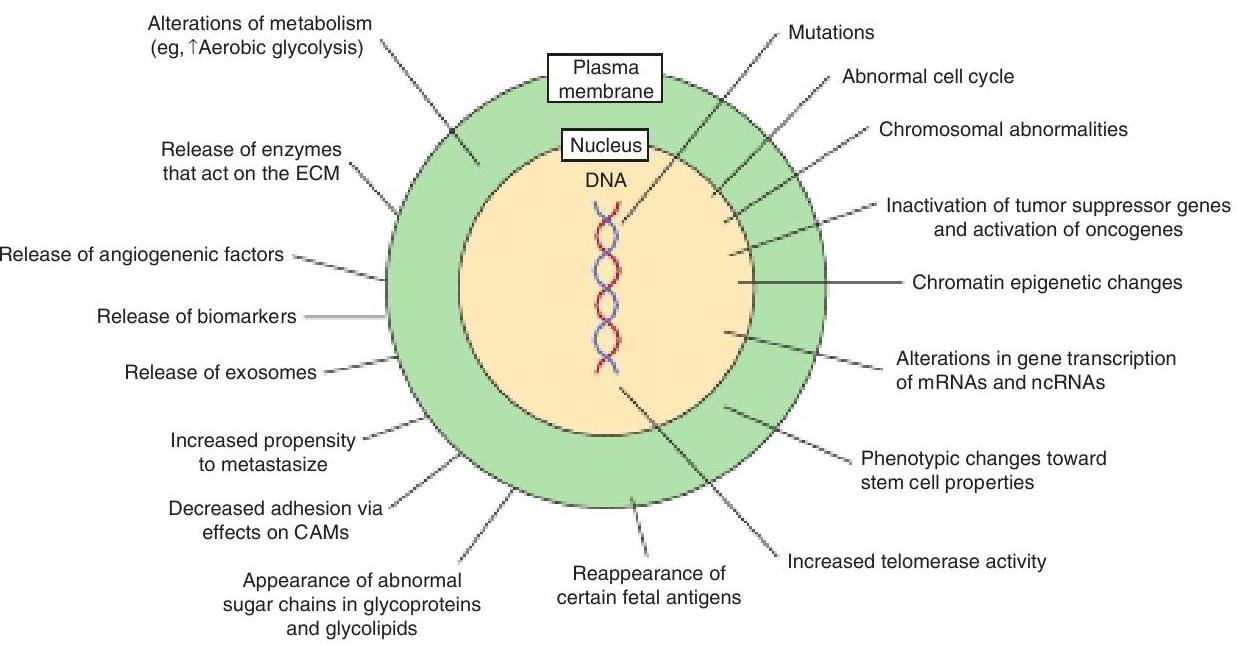 Alterations of metabolism
(eg, ↑Aerobic glycolysis)
Release of enzymes
that act on the ECM
Release of angiogenenic factors
Release of biomarkers
Release of exosomes
Increased propensity
to metastasize
Decreased adhesion via
effects on CAMs
Appearance of abnormal
sugar chains in glycoproteins
and glycolipids
Plasma
membrane
Nucleus
DNA
Reappearance of
certain fetal antigens
Mutations
Abnormal cell cycle
Chromosomal abnormalities
Inactivation of tumor suppressor genes
and activation of oncogenes
Chromatin epigenetic changes
Alterations in gene transcription
of mRNAs and ncRNAs
Phenotypic changes toward
stem cell properties
Increased telomerase activity